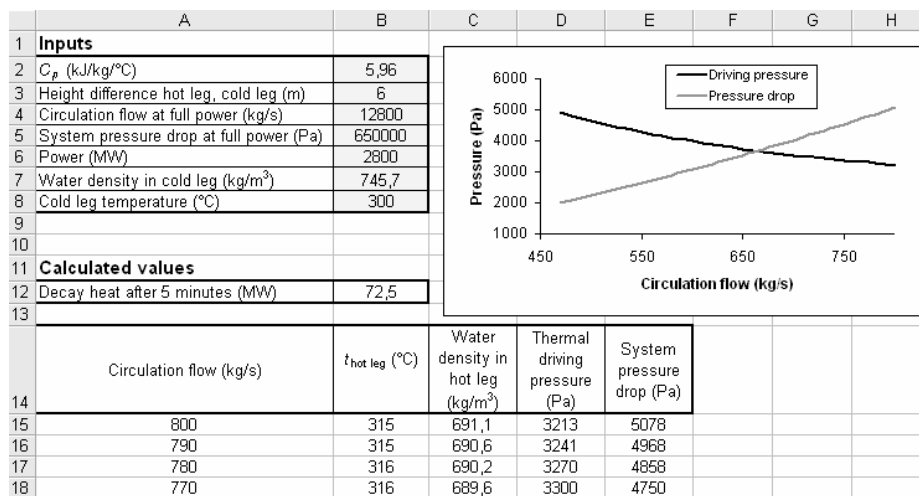 A B C D E F G H
1 Inputs
2 Cp (kJ/kg/°C) 5,96
3 Height difference hot leg, cold leg (m) 6
4 Circulation flow at full power (kg/s) 12800
5 System pressure drop at full power (Pa) 650000
6 Power (MW) 2800
7 Water density in cold leg (kg/m³) 745,7
8 Cold leg temperature (°C) 300
9
10
11 Calculated values
12 Decay heat after 5 minutes (MW) 72,5
13
Driving pressure
Pressure drop
Pressure (Pa)
6000
5000
4000
3000
2000
1000
450 550 650 750
Circulation flow (kg/s)
14 Circulation flow (kg/s)
t hot leg (°C)
Water
density in
hot leg
(kg/m³)
Thermal
driving
pressure
(Pa)
System
pressure
drop (Pa)
15 800 315 691,1 3213 5078
16 790 315 690,6 3241 4968
17 780 316 690,2 3270 4858
18 770 316 689,6 3300 4750